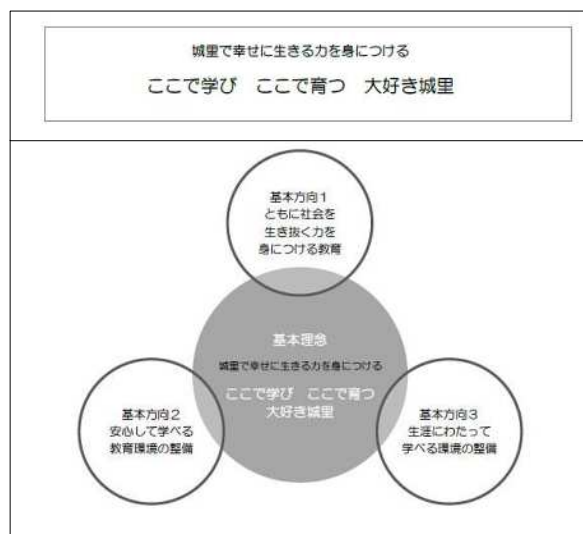 城里で幸せに生きる力を身につける
ここで学び　ここで育つ　大好き城里
基本方向1
ともに社会を
生き抜く力を
身につける教育
基本理念
城里で幸せに生きる力を身につける
ここで学び　ここで育つ
大好き城里
基本方向2
安心して学べる
教育環境の整備
基本方向3
生涯にわたって
学べる環境の整備